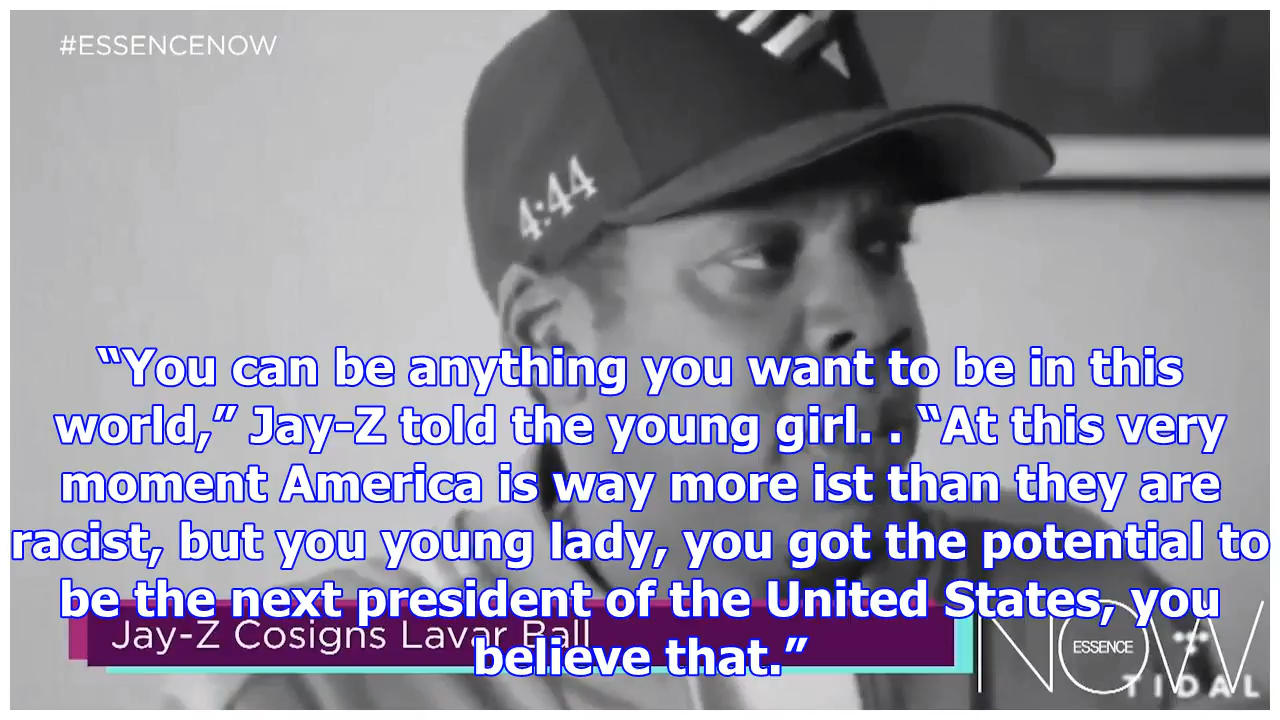 #ESSENCENOW
4:44
“You can be anything you want to be in this
world,” Jay-Z told the young girl. . “At this very
moment America is way more ist than they are
racist, but you young lady, you got the potential to
be the next president of the United States, you
believe that.”
Jay-Z Cosigns Lavar Ball
NOW
ESSENCE
TIDAL